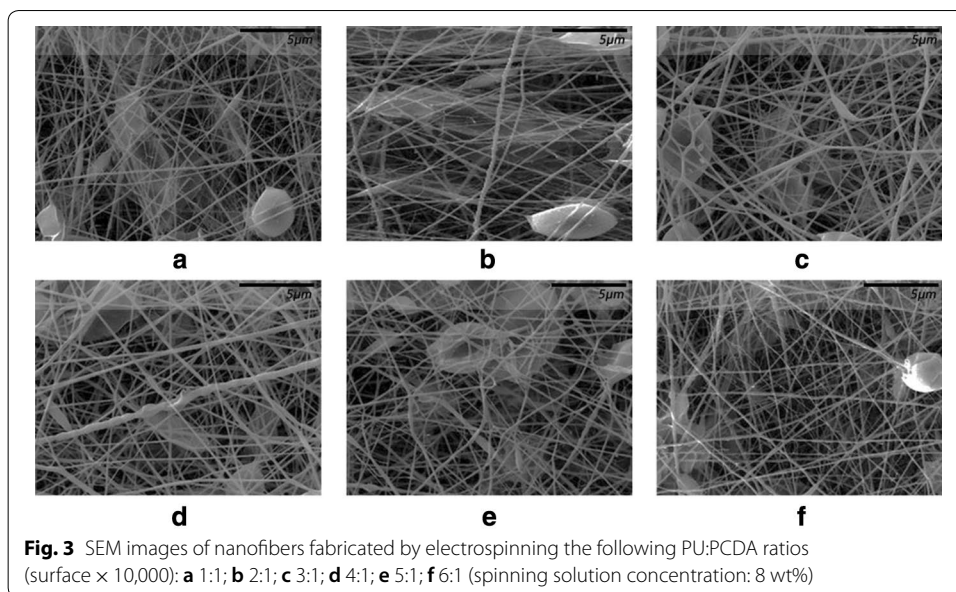 5μm 5μm 5μm
a b c
5μm 5μm 5μm
d e f
Fig. 3 SEM images of nanofibers fabricated by electrospinning the following PU:PCDA ratios
(surface × 10,000): a 1:1; b 2:1; c 3:1; d 4:1; e 5:1; f 6:1 (spinning solution concentration: 8 wt%)